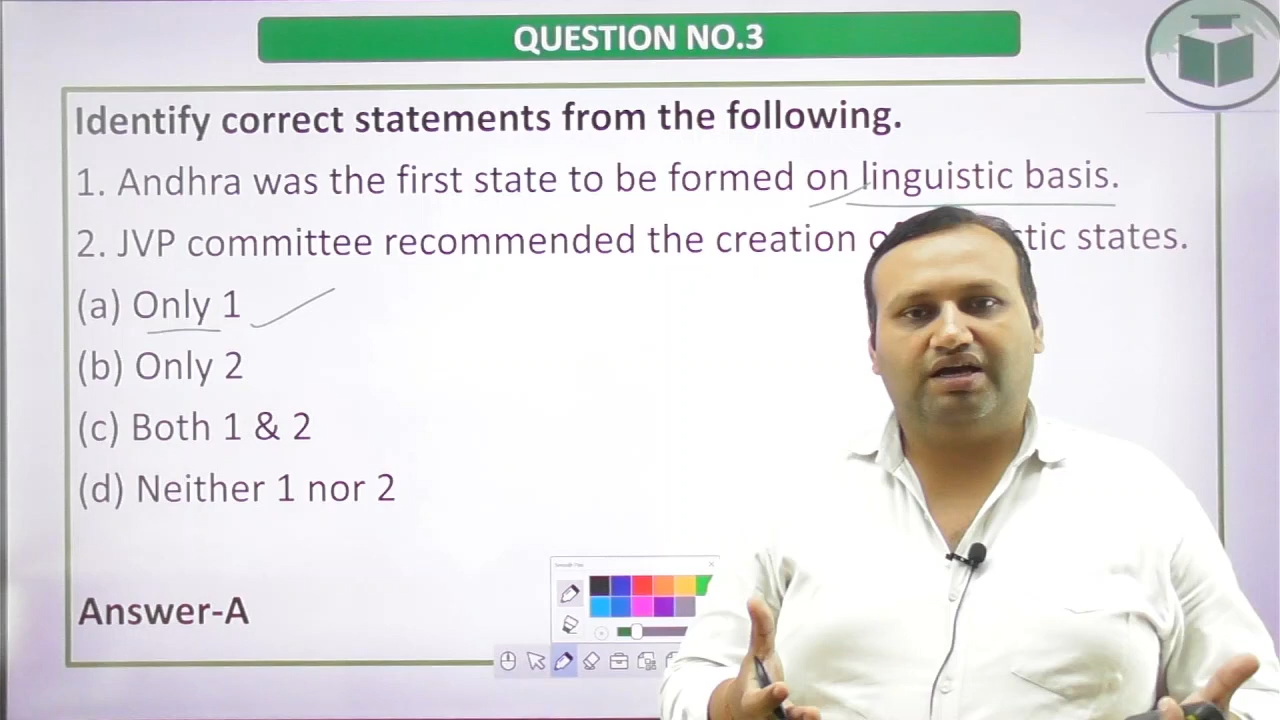 QUESTION NO.3
Identify correct statements from the following.
1. Andhra was the first state to be formed on linguistic basis.
2. JVP committee recommended the creation states.
(a) Only 1
(b) Only 2
(c) Both 1 & 2
(d) Neither 1 nor 2
Answer-A